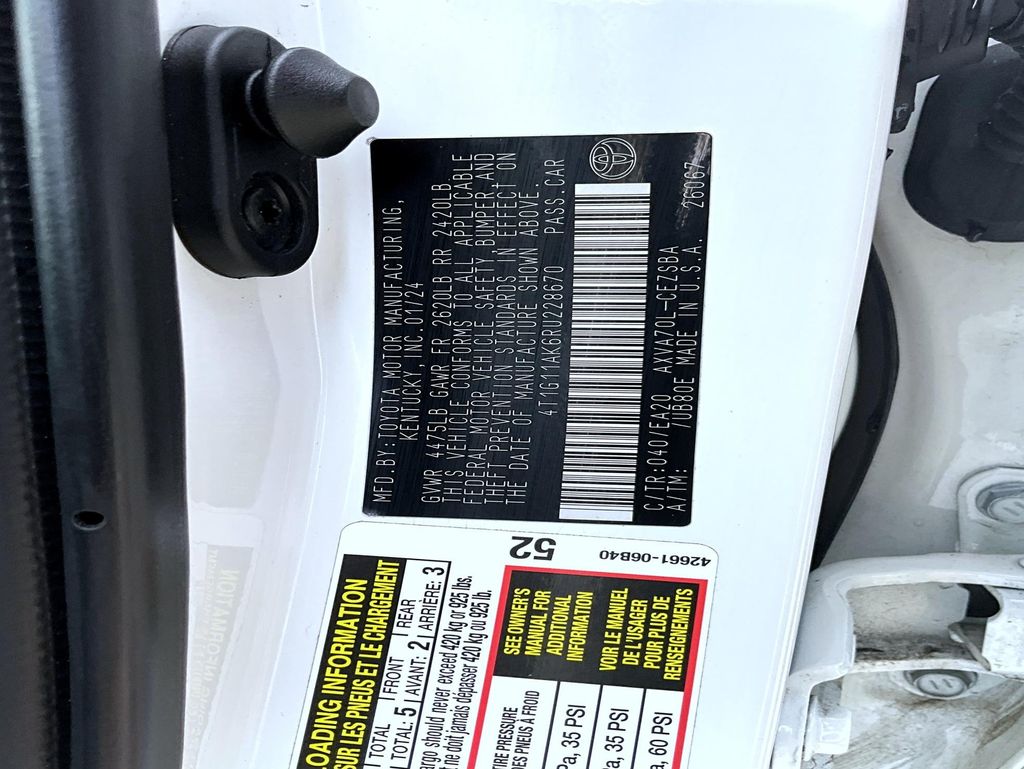 MFD.BY:TOYOTA MOTOR MANUFACTURING,
KENTUCKY, INC.01/24
GVWR 4475LB GAWR FR 2620LB RR 2420LB
THIS VEHICLE CONFORMS TO ALL APPLICABLE
FEDERAL MOTOR VEHICLE SAFETY, BUMPER AND
THEFT PREVENTION STANDARDS IN EFFECT ON
THE DATE OF MANUFACTURE SHOWN ABOVE.
4T1G11AK6RU228670 PASS.CAR
C/TR:040/EA20 AXVA70L-CEZSBA 26067
A/TM: /UB80E MADE IN U.S.A.
LOADING INFORMATION
SUR LES PNEUS ET LE CHARGEMENT
TOTAL FRONT REAR
TOTAL: 5 AVANT: 2 ARRIÈRE: 3
cargo should never exceed 420 kg or 925 lbs.
ne doit jamais dépasser 420 kg ou 925 lb.
52
42661-06B40
TIRE PRESSURE
DES PNEUS À FROID
35 PSI
35 PSI
60 PSI
SEE OWNER'S
MANUAL FOR
ADDITIONAL
INFORMATION
VOIR LE MANUEL
DE L'USAGER
POUR PLUS DE
RENSEIGNEMENTS